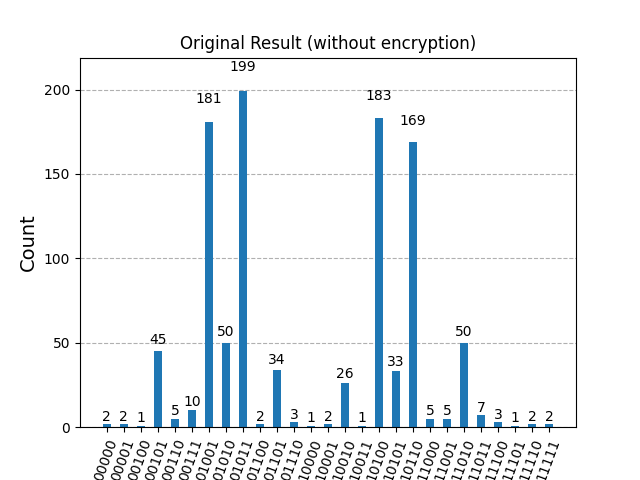 Original Result (without encryption)
Count
200
150
100
50
0
2 2 1 45 5 10 181 50 199 2 34 3 1 2 26 1 183 33 169 5 5 50 7 3 1 2 2
00000 00001 00100 00101 00110 00111 01001 01010 01011 01100 01101 01110 10000 10001 10010 10011 10100 10101 10110 11000 11001 11010 11011 11100 11101 11110 11111